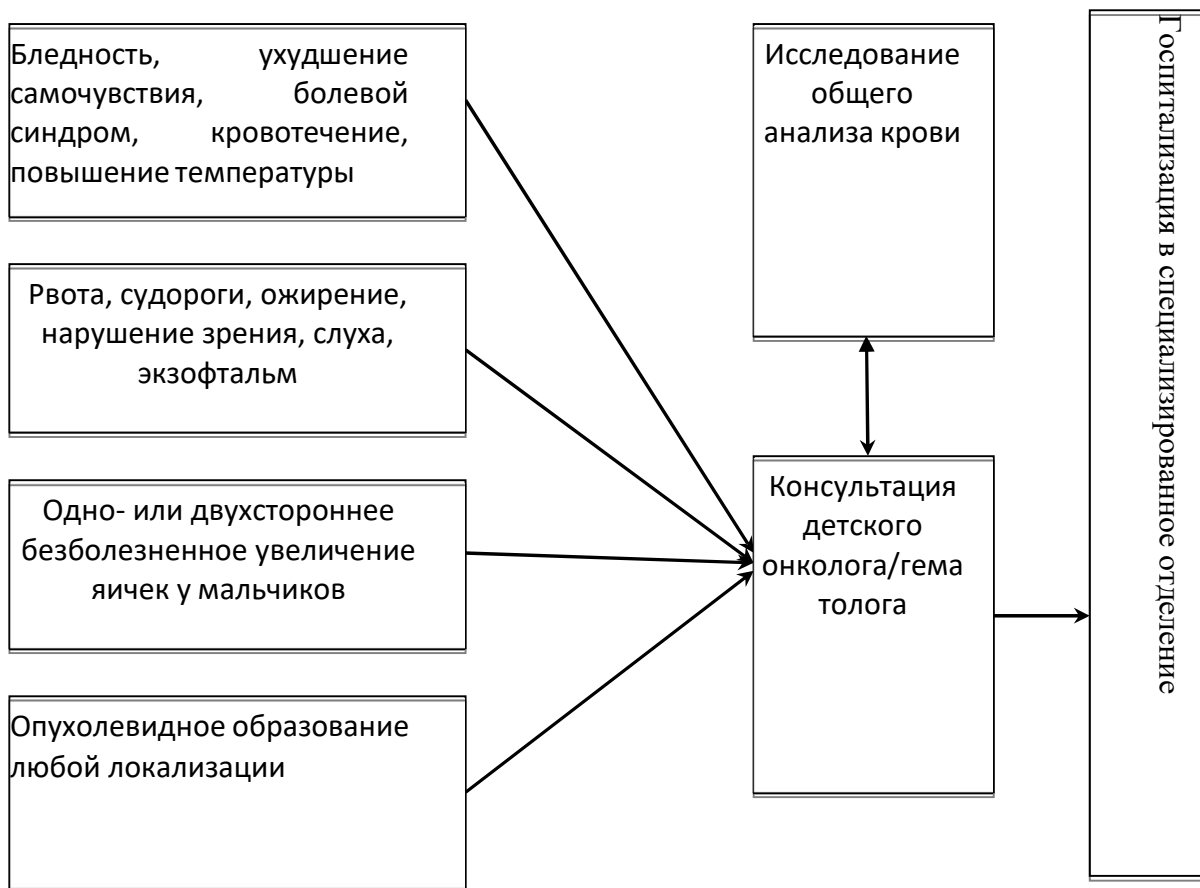 Бледность, ухудшение
самочувствия, болевой
синдром, кровотечение,
повышение температуры
Рвота, судороги, ожирение,
нарушение зрения, слуха,
экзофтальм
Одно- или двухстороннее
безболезненное увеличение
яичек у мальчиков
Опухолевидное образование
любой локализации
Исследование
общего
анализа крови
Консультация
детского
онколога/гема
толога
Госпитализация в специализированное отделение